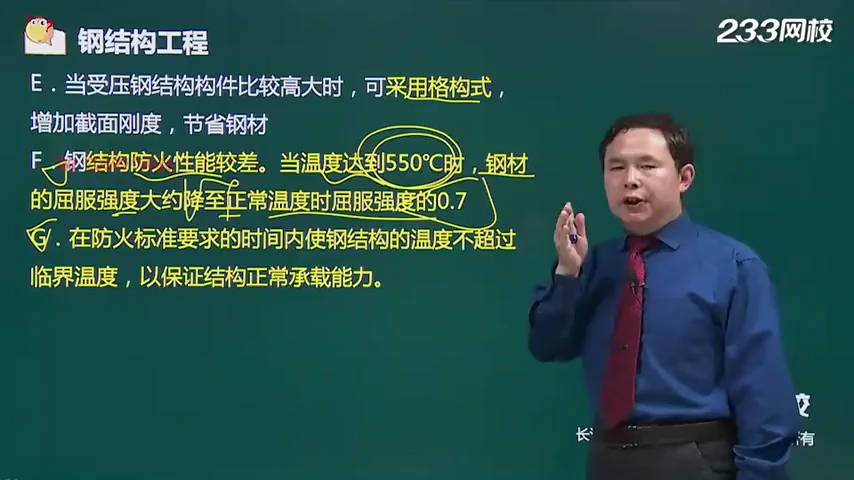 钢结构工程
233网校
E．当受压钢结构构件比较高大时，可采用格构式，
增加截面刚度，节省钢材
F．钢结构防火性能较差。当温度达到550℃时，钢材
的屈服强度大约降至正常温度时屈服强度的0.7
G．在防火标准要求的时间内使钢结构的温度不超过
临界温度，以保证结构正常承载能力。
校
长
所有